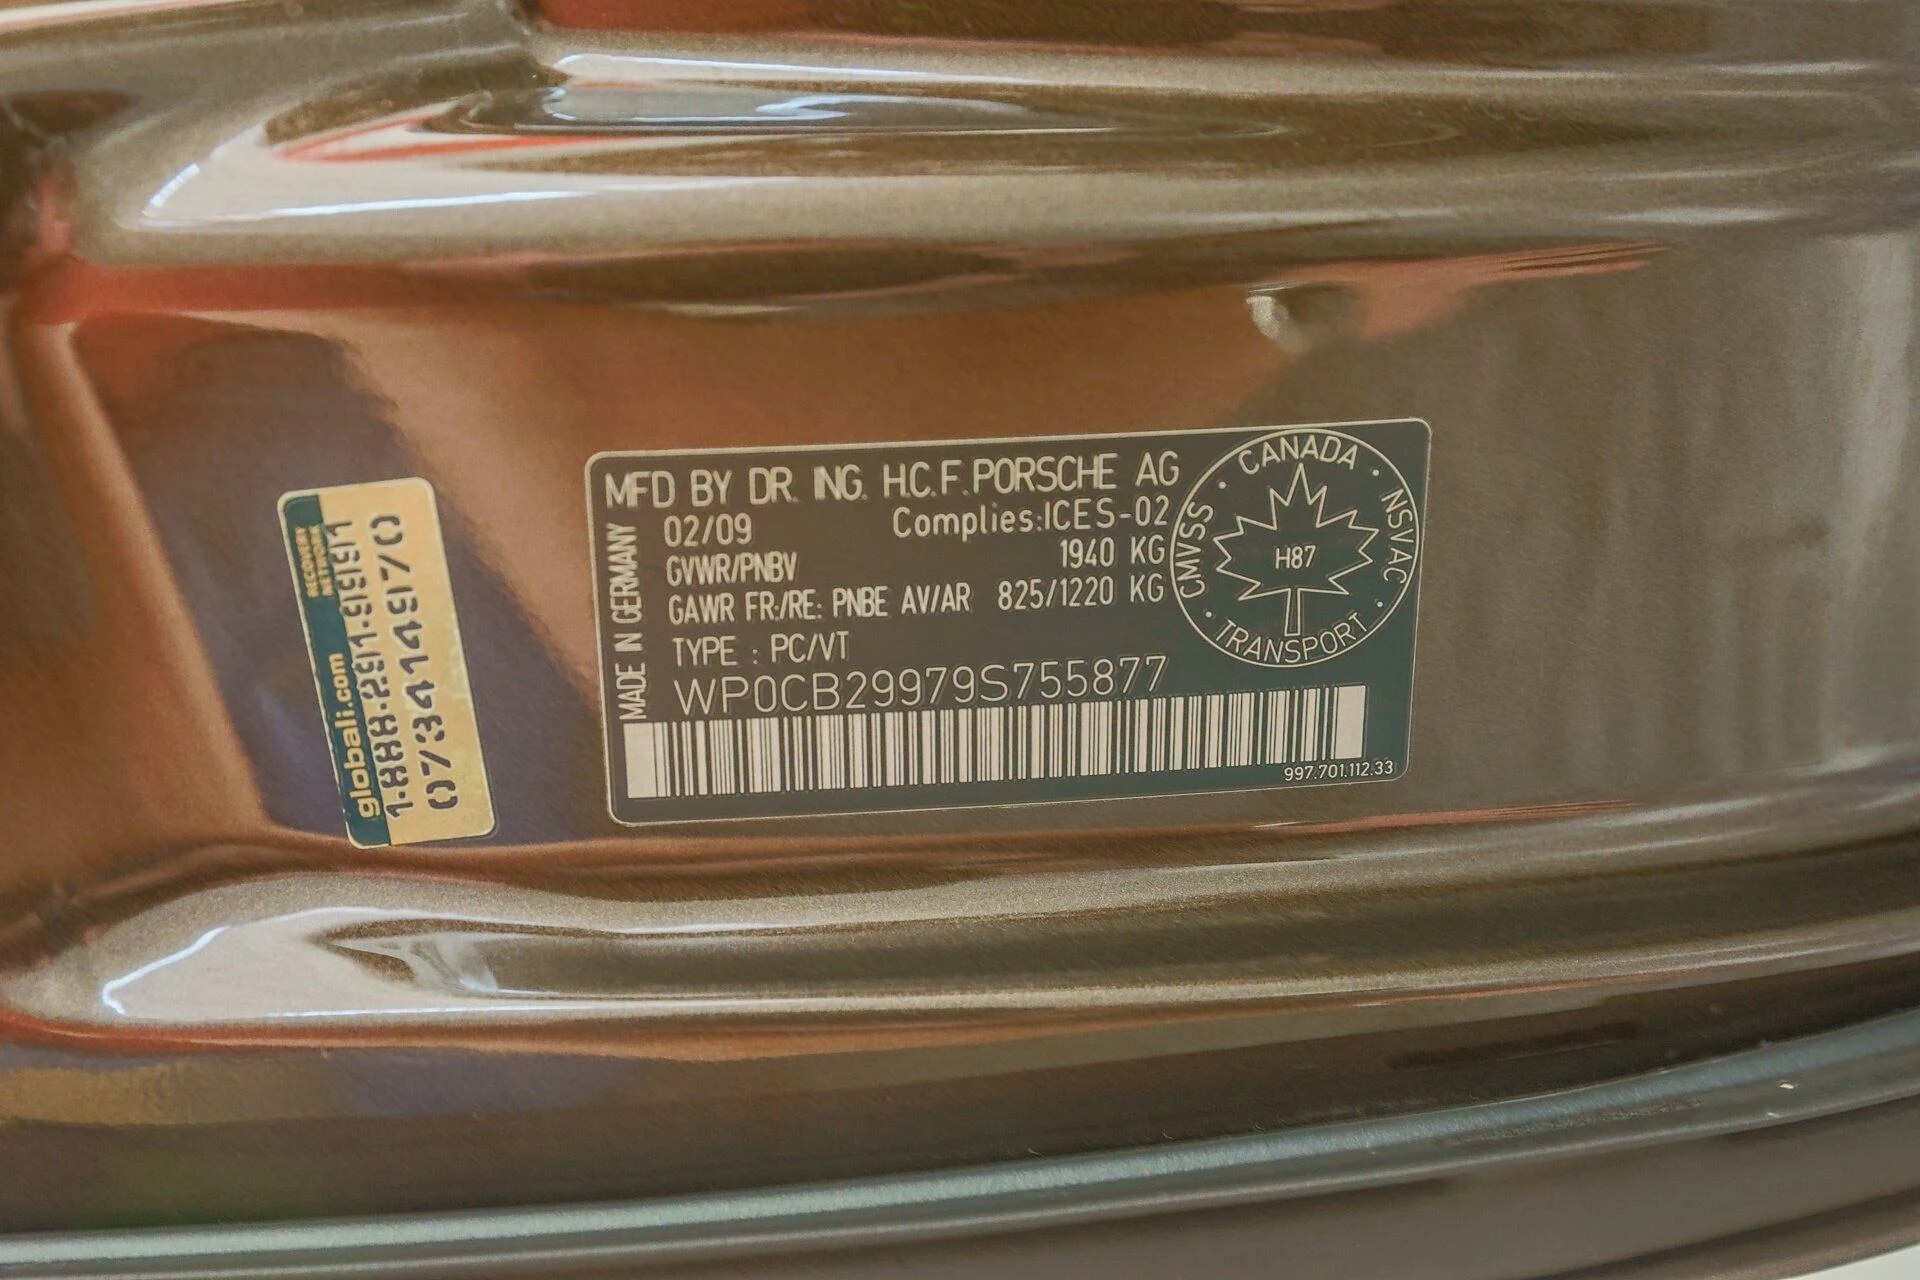 RECOVERY
NETWORK
globali.com
1.888.291.9991
0734149170
MADE IN GERMANY
MFD BY DR. ING. H.C.F. PORSCHE AG
02/09 Complies:ICES-02
GVWR/PNBV 1940 KG
GAWR FR:/RE: PNBE AV/AR 825/1220 KG
TYPE : PC/VT
WP0CB29979S755877
997.701.112.33
CANADA · NSVAC · TRANSPORT · CMVSS ·
H87